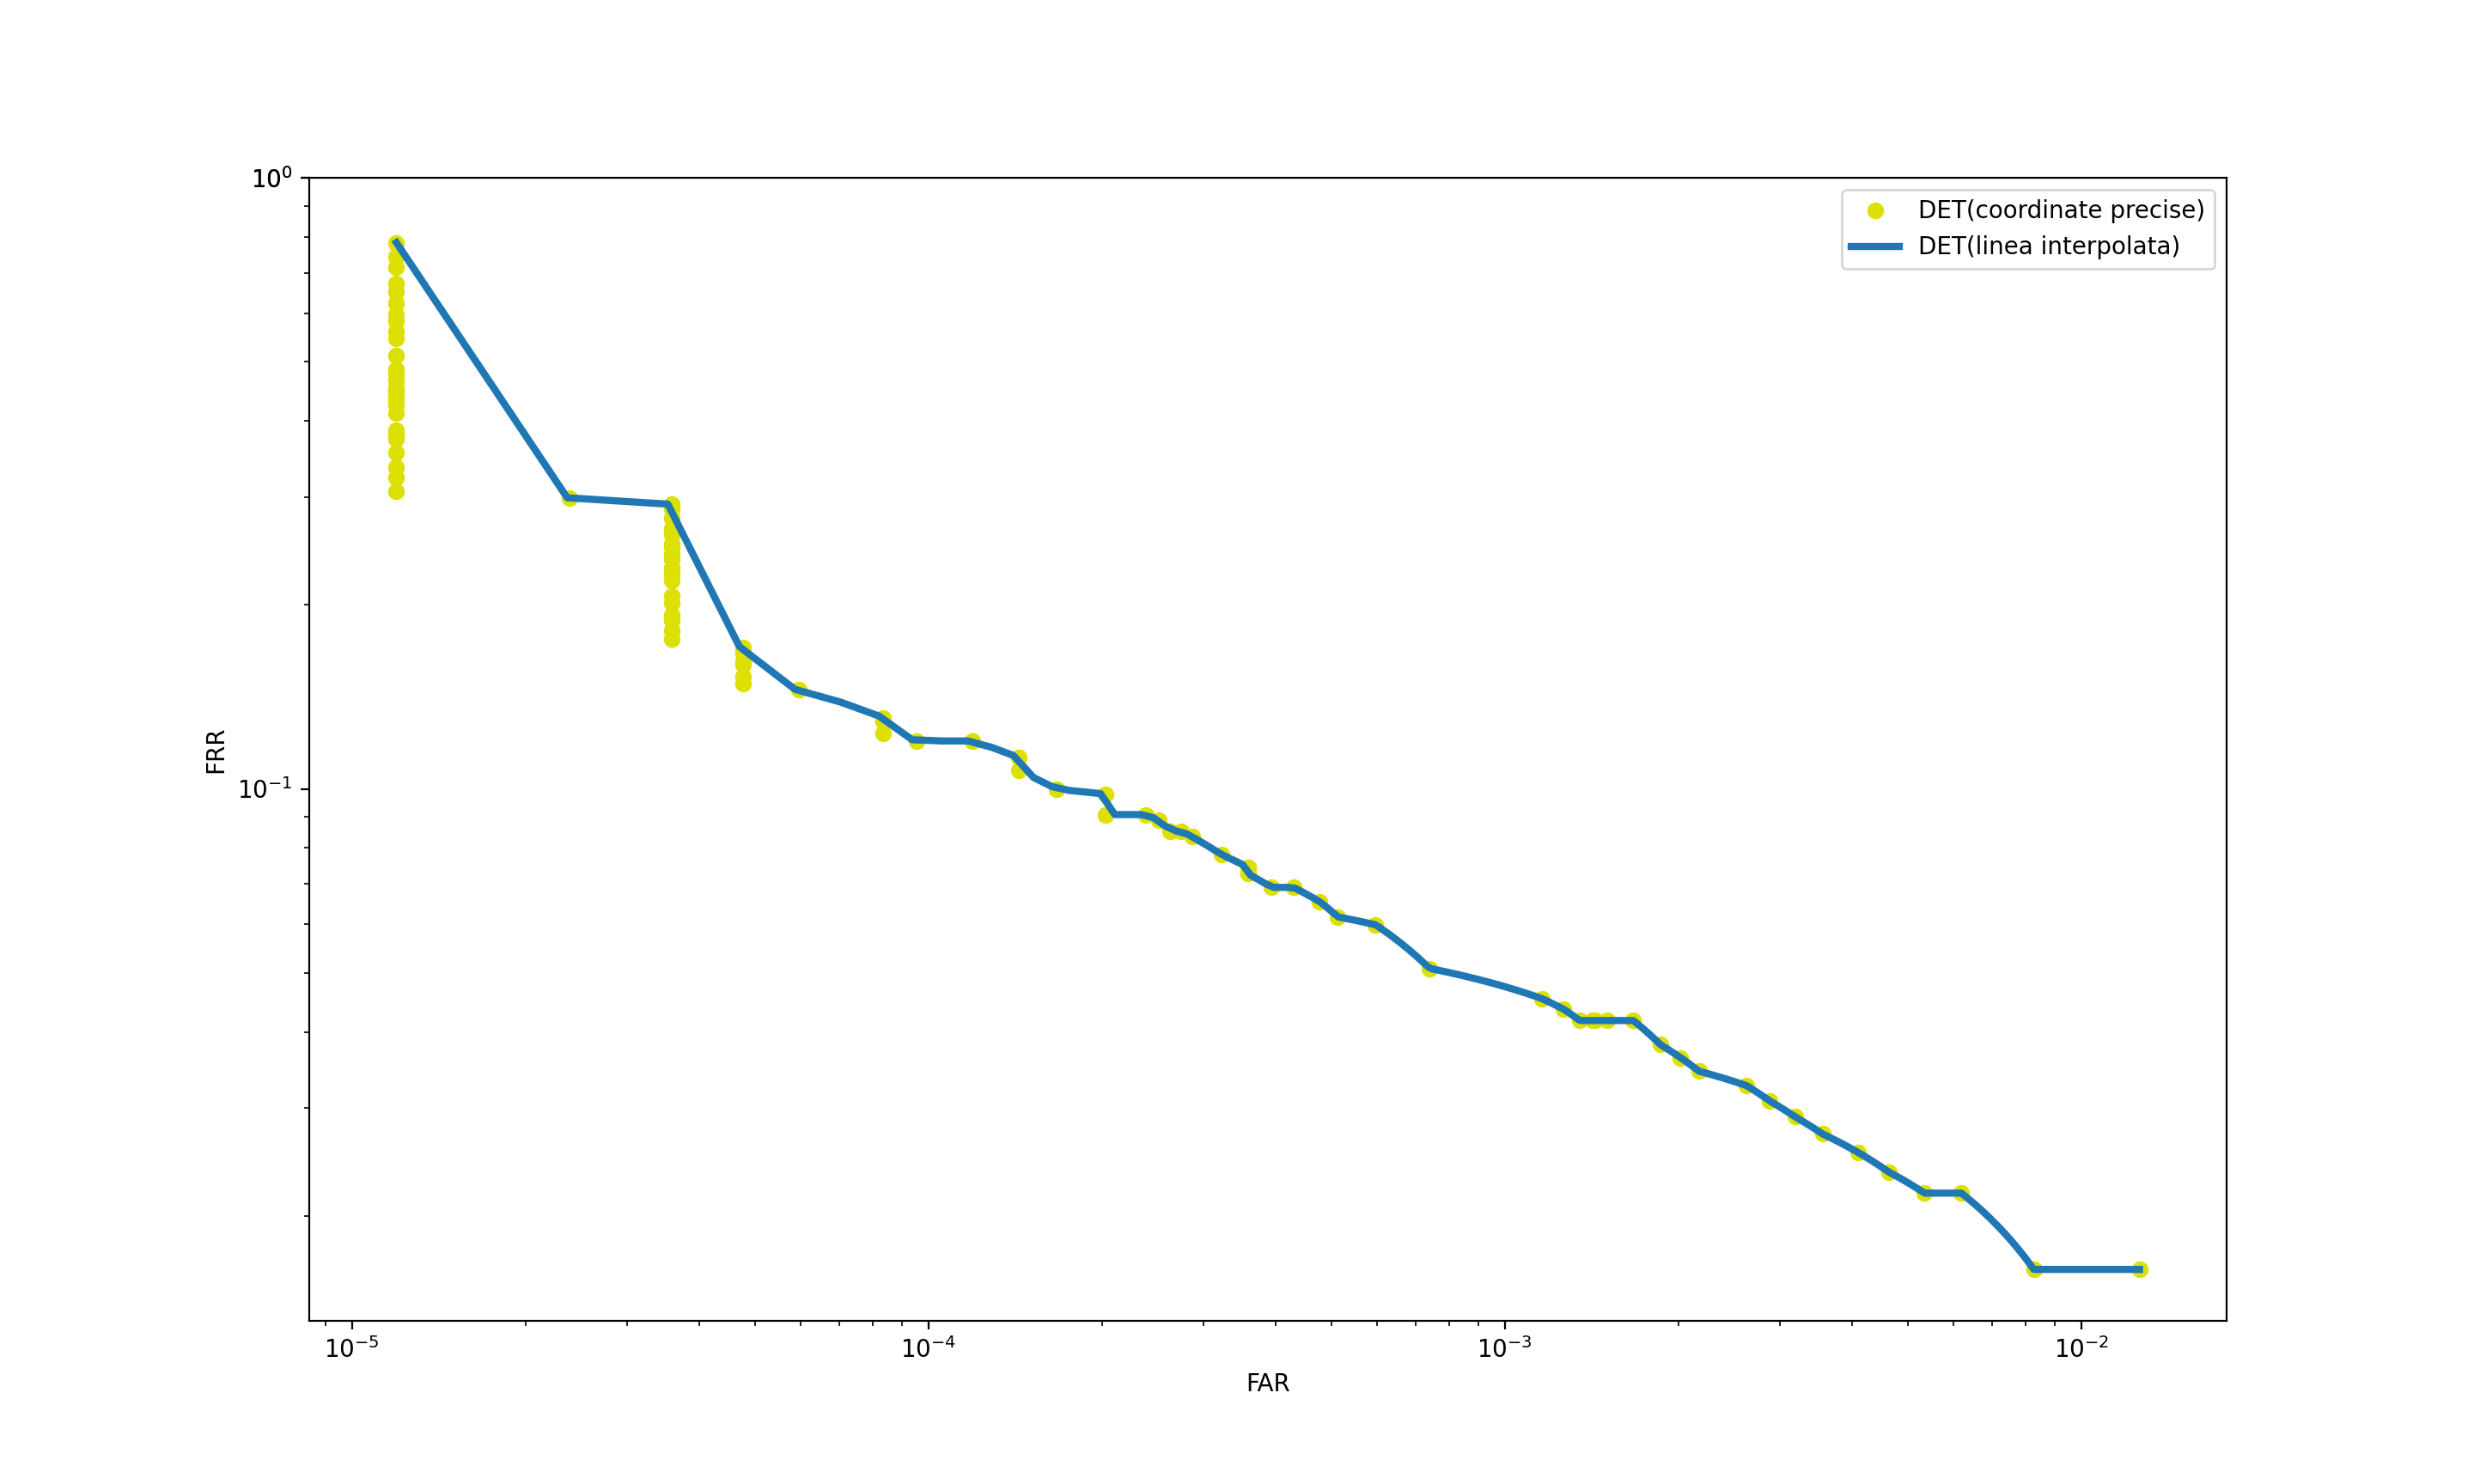 DET(coordinate precise)
DET(linea interpolata)
10⁰
10⁻¹
FRR
10⁻⁵ 10⁻⁴ 10⁻³ 10⁻²
FAR